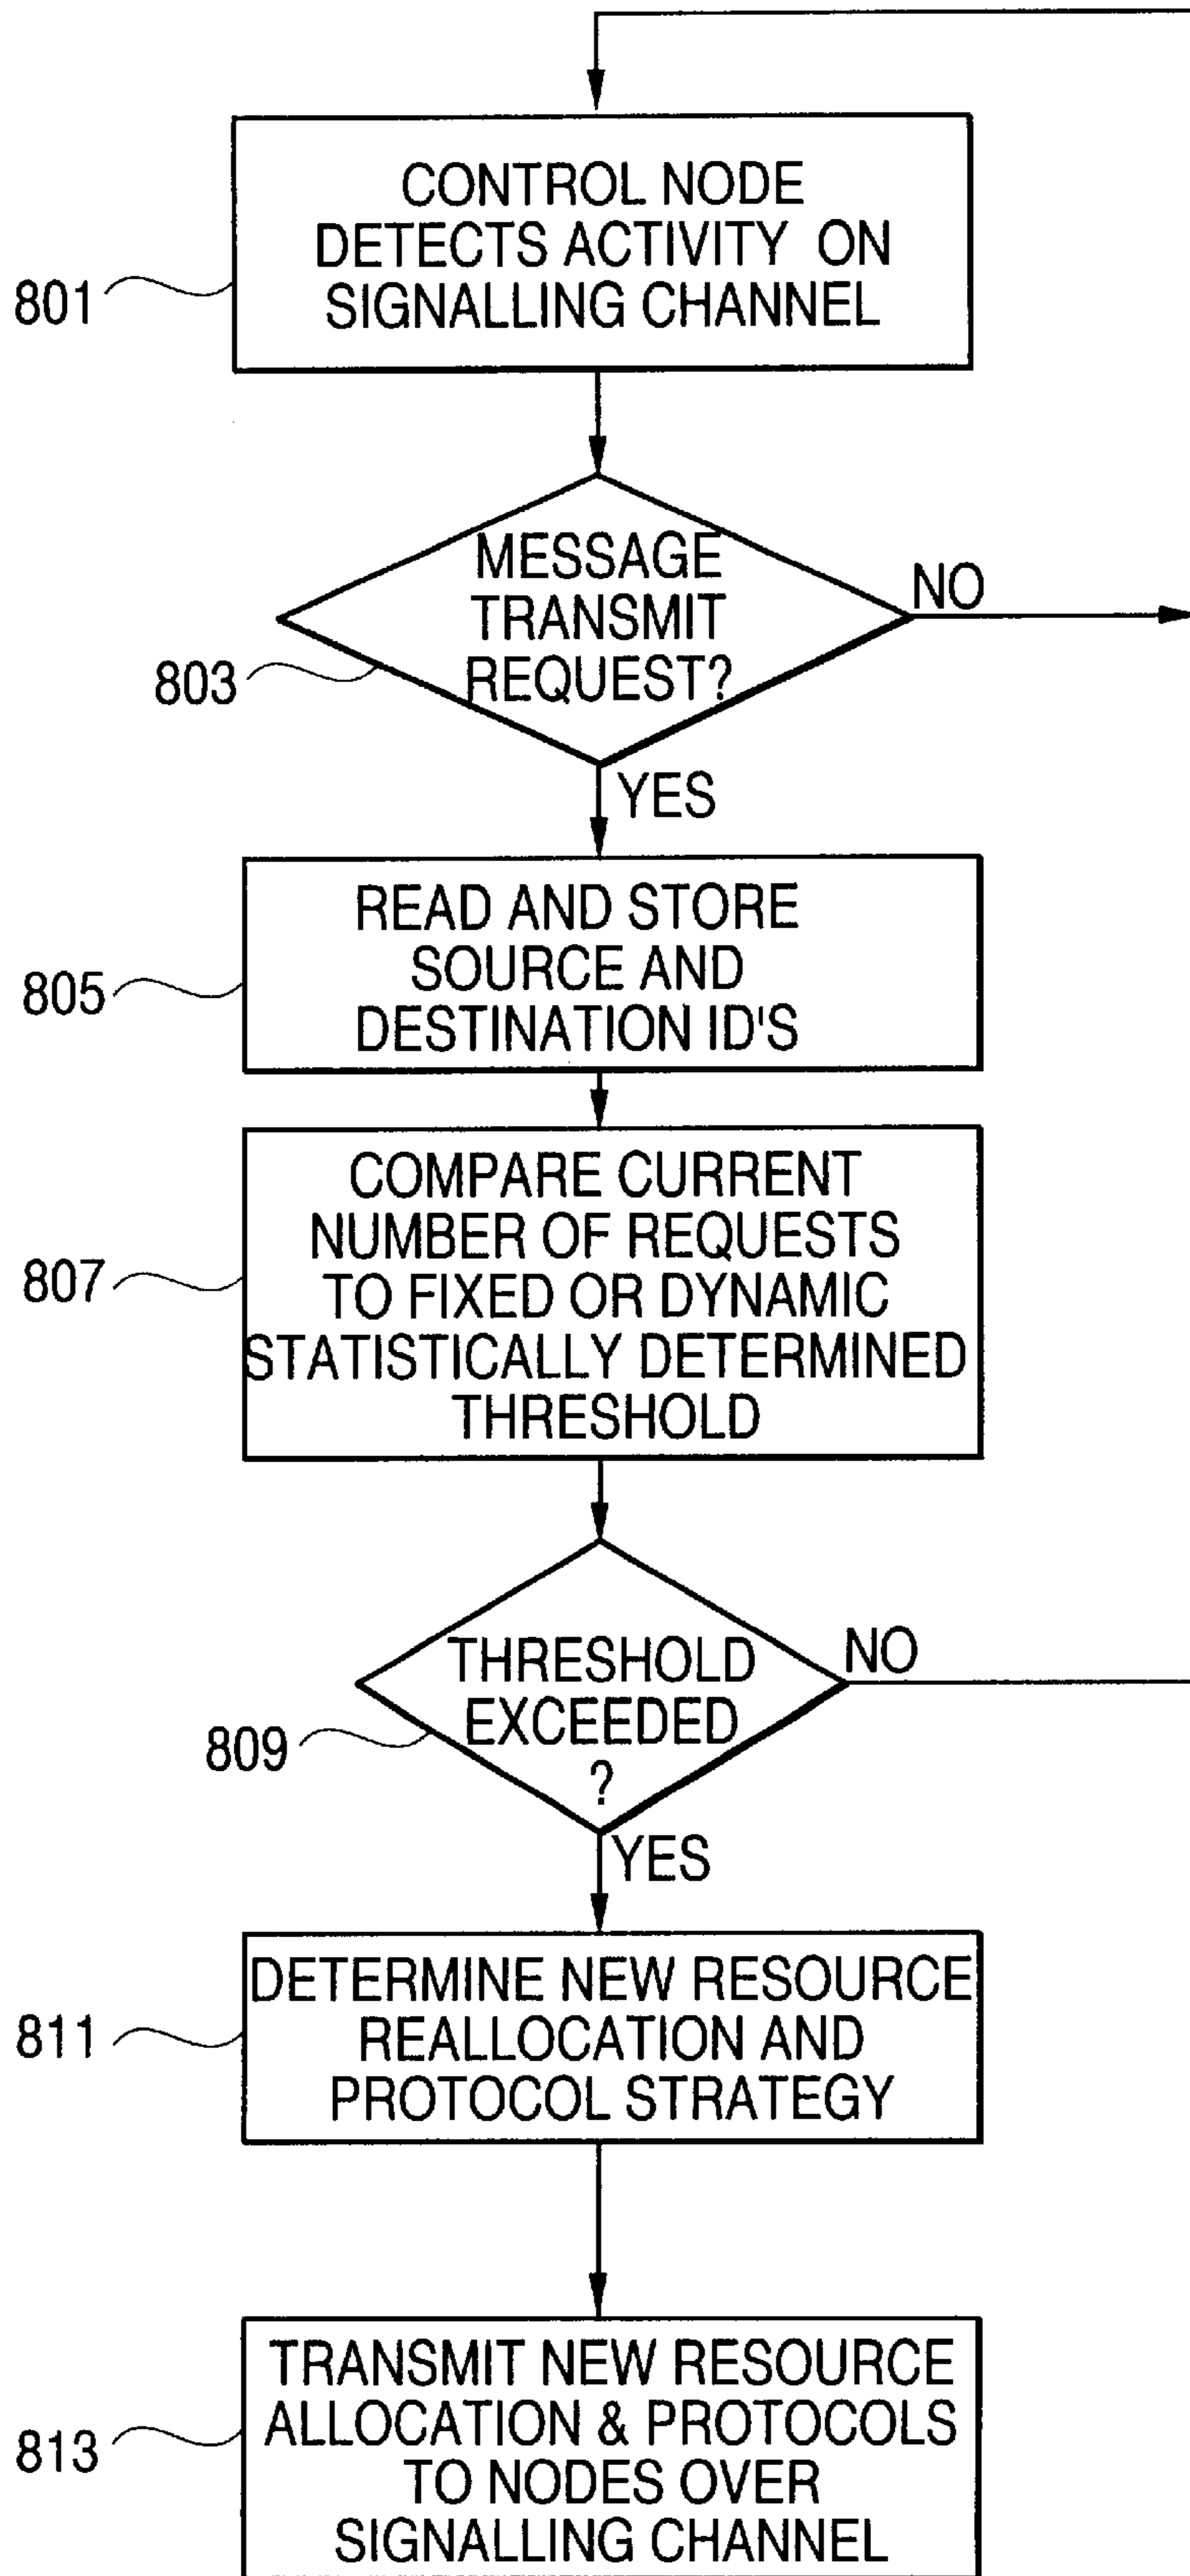 CONTROL NODE
DETECTS ACTIVITY ON
SIGNALLING CHANNEL
801
MESSAGE
TRANSMIT
REQUEST?
NO
803
YES
READ AND STORE
SOURCE AND
DESTINATION ID'S
805
COMPARE CURRENT
NUMBER OF REQUESTS
TO FIXED OR DYNAMIC
STATISTICALLY DETERMINED
THRESHOLD
807
THRESHOLD
EXCEEDED
?
NO
809
YES
DETERMINE NEW RESOURCE
REALLOCATION AND
PROTOCOL STRATEGY
811
TRANSMIT NEW RESOURCE
ALLOCATION & PROTOCOLS
TO NODES OVER
SIGNALLING CHANNEL
813